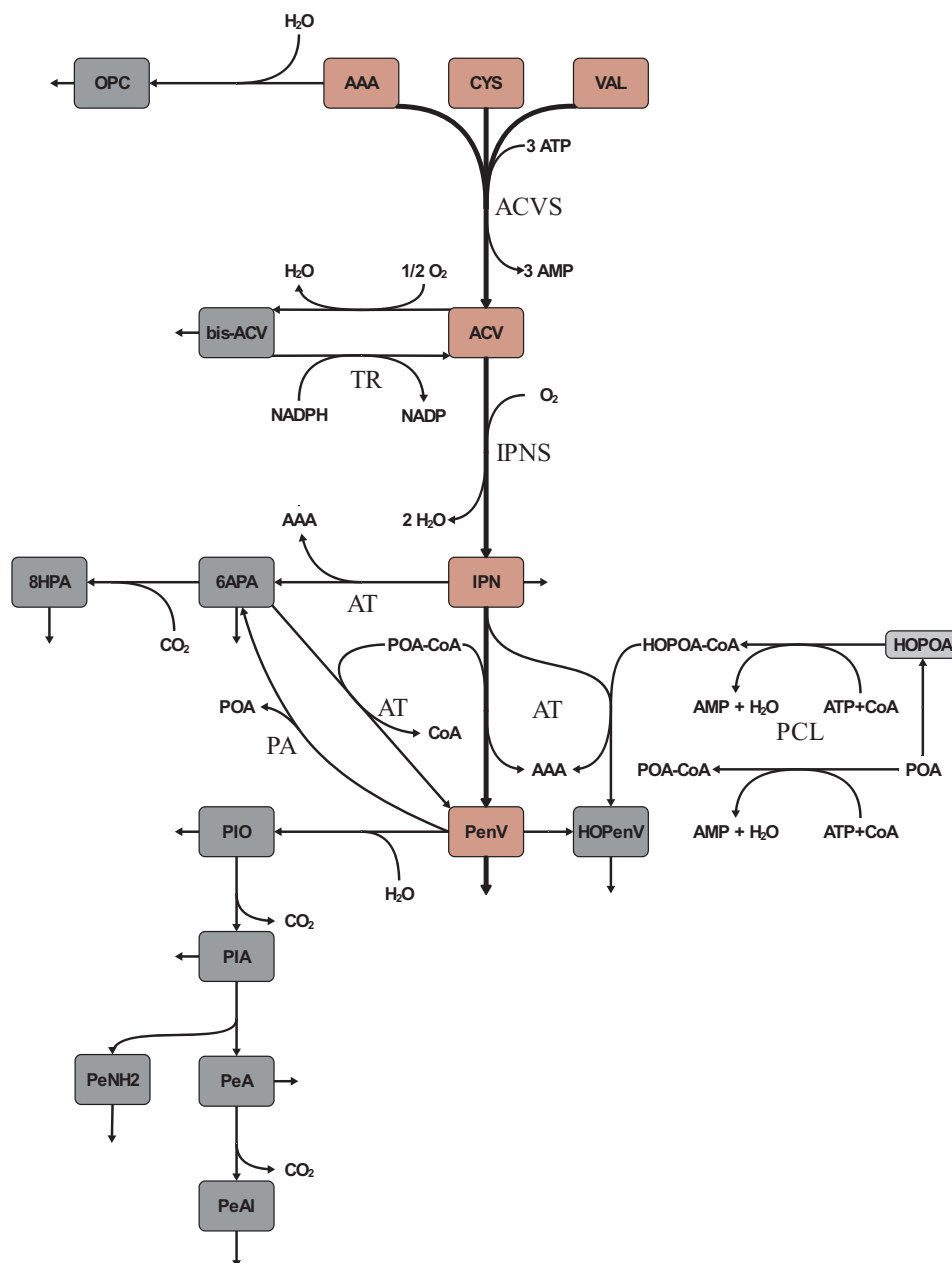 H₂O
OPC
AAA
CYS
VAL
3 ATP
ACVS
3 AMP
H₂O
1/2 O₂
bis-ACV
ACV
TR
NADPH
NADP
O₂
IPNS
AAA
2 H₂O
8HPA
6APA
IPN
AT
CO₂
POA-CoA
HOPOA-CoA
HOPOA
POA
AT
CoA
AT
AMP + H₂O
ATP+CoA
PCL
PA
AAA
POA-CoA
POA
PIO
PenV
HOPenV
AMP + H₂O
ATP+CoA
H₂O
CO₂
PIA
PeNH2
PeA
CO₂
PeAl